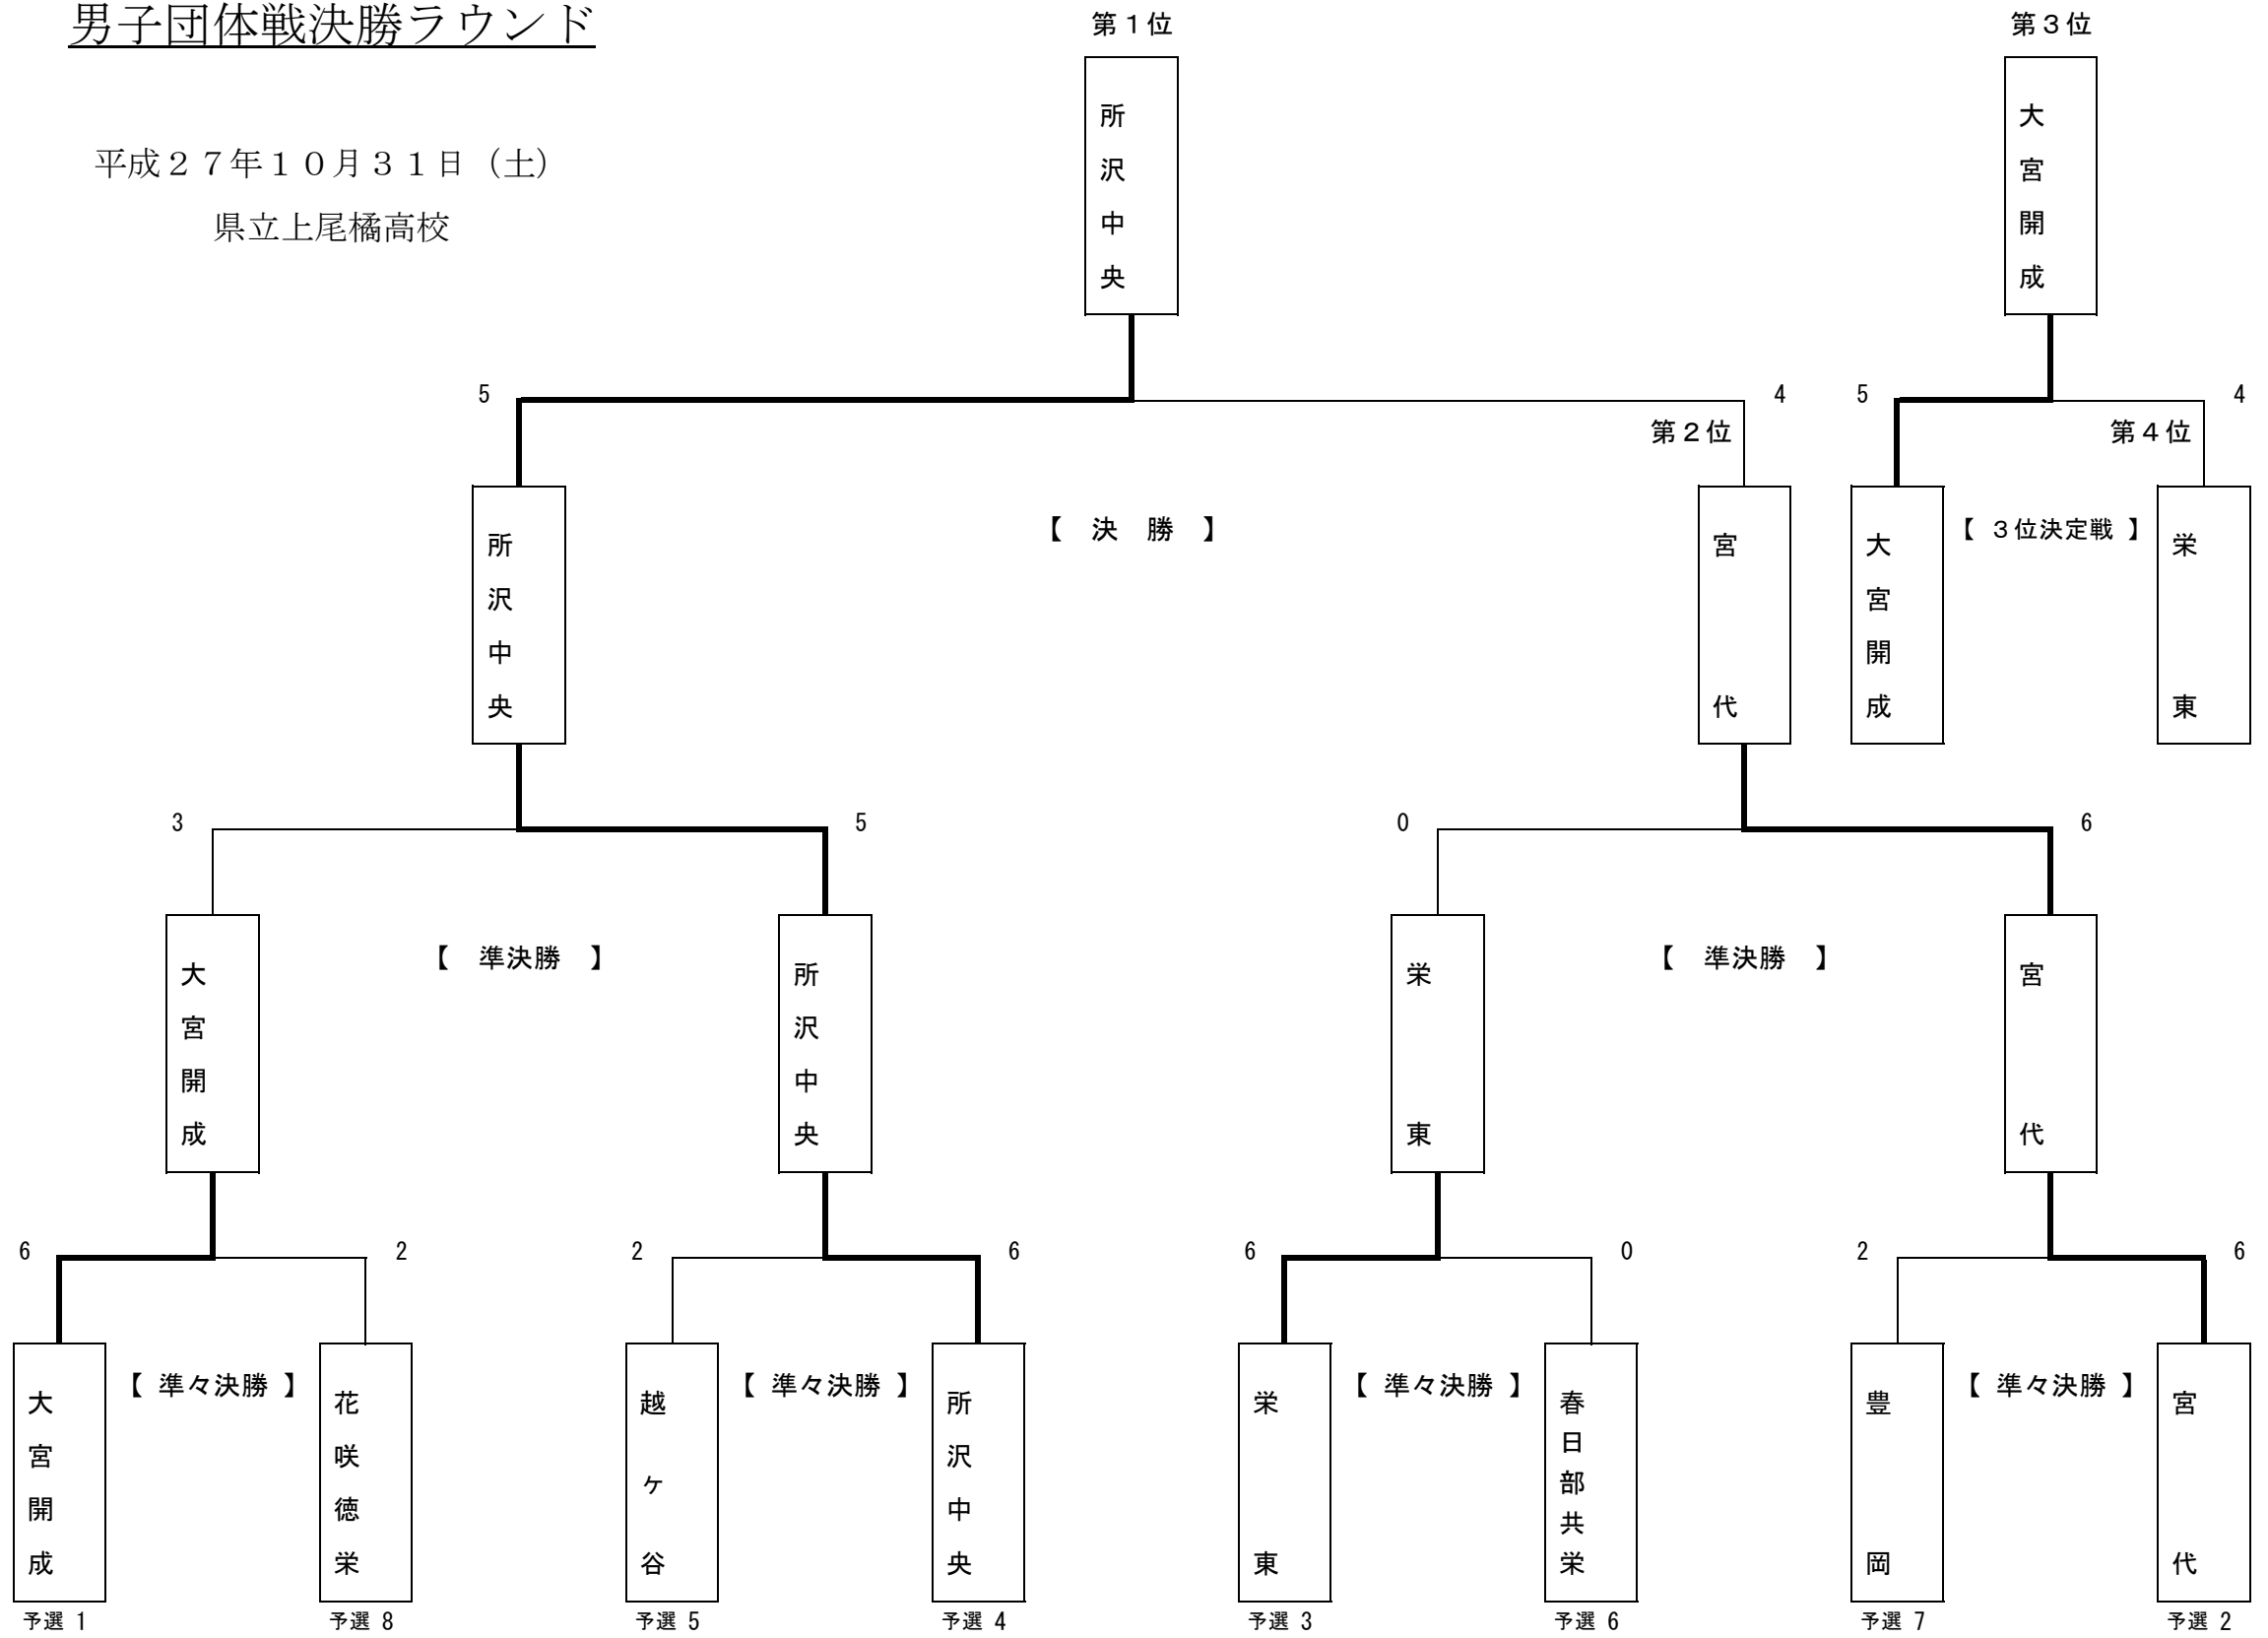 男子団体戦決勝ラウンド
第１位
第３位
平成２７年１０月３１日（土）
県立上尾橘高校
所沢中央
大宮開成
5
4
5
4
第２位
第４位
所沢中央
【　決　勝　】
宮代
大宮開成
【 ３位決定戦 】
栄東
3
5
0
6
大宮開成
【　準決勝　】
所沢中央
栄東
【　準決勝　】
宮代
6
2
2
6
6
0
2
6
大宮開成
【 準々決勝 】
花咲徳栄
越ヶ谷
【 準々決勝 】
所沢中央
栄東
【 準々決勝 】
春日部共栄
豊岡
【 準々決勝 】
宮代
予選 1
予選 8
予選 5
予選 4
予選 3
予選 6
予選 7
予選 2